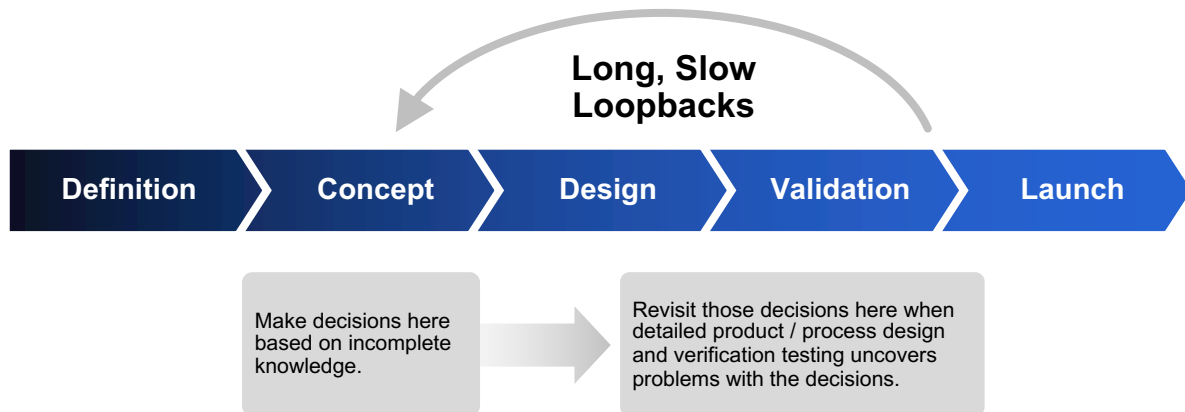 Long, Slow
Loopbacks
Definition
Concept
Design
Validation
Launch
Make decisions here
based on incomplete
knowledge.
Revisit those decisions here when
detailed product / process design
and verification testing uncovers
problems with the decisions.